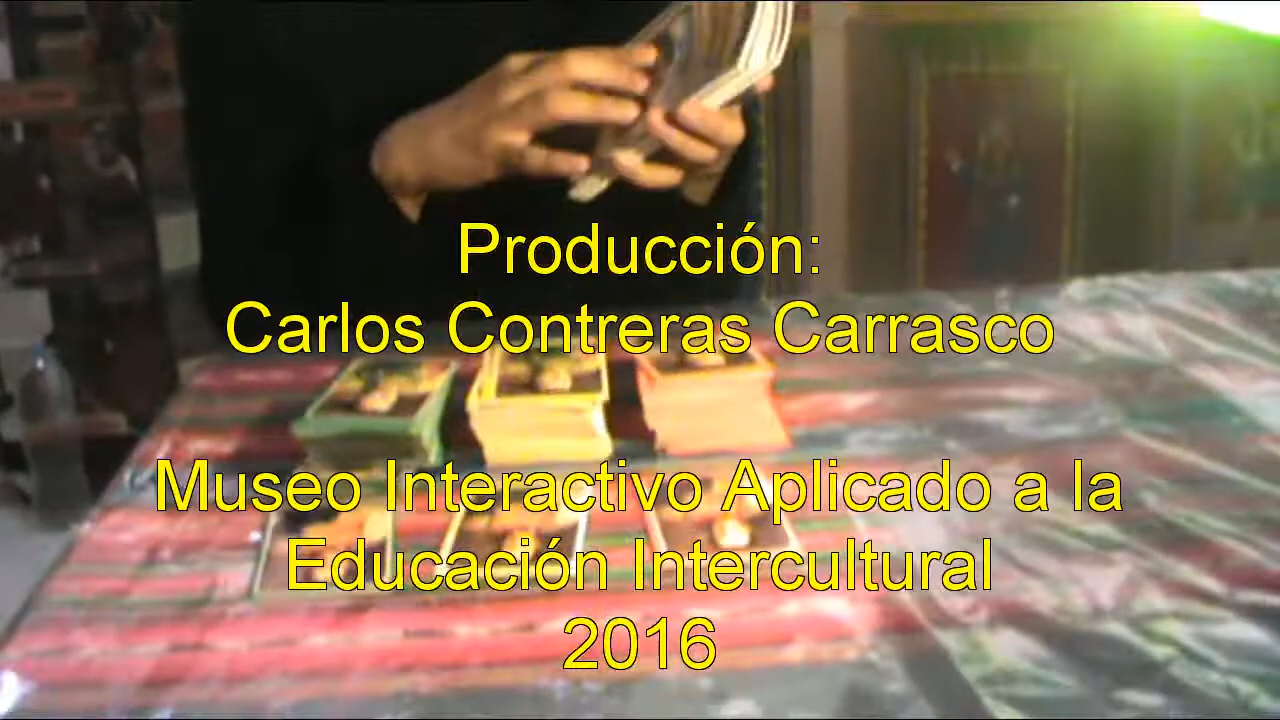 Producción:
Carlos Contreras Carrasco
Museo Interactivo Aplicado a la
Educación Intercultural
2016